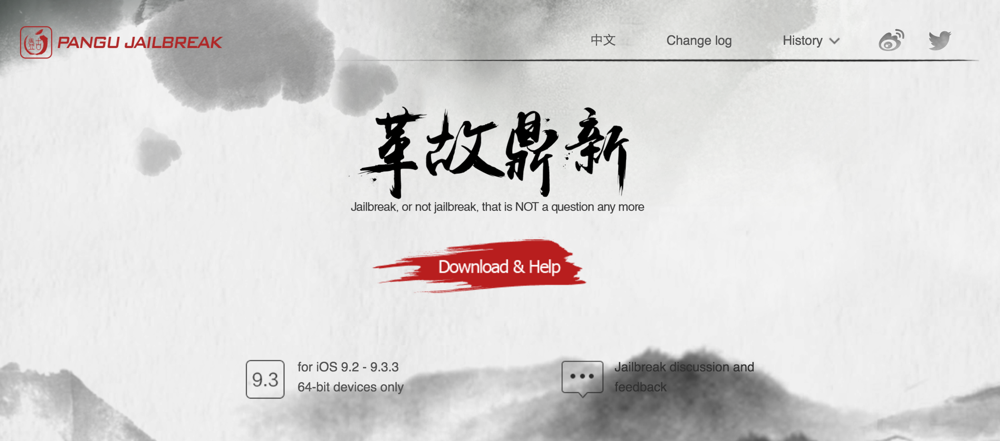 PANGU JAILBREAK
中文
Change log
History
革故鼎新
Jailbreak, or not jailbreak, that is NOT a question any more
Download & Help
9.3
for iOS 9.2 - 9.3.3
64-bit devices only
Jailbreak discussion and
feedback